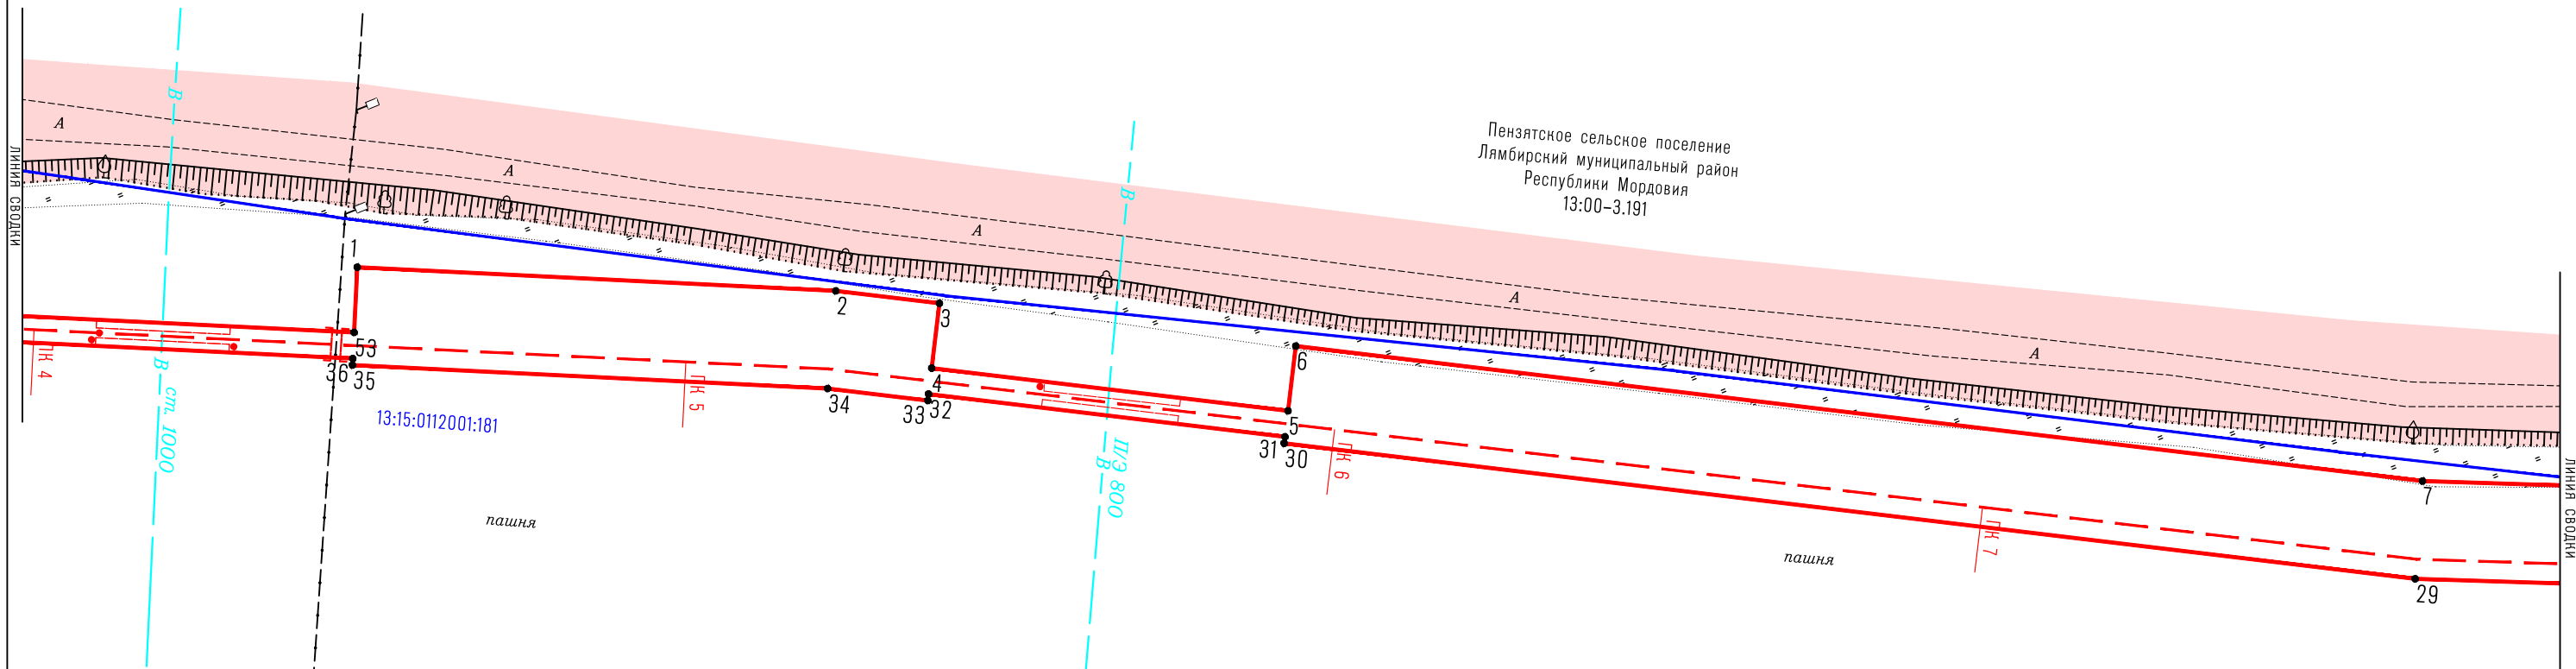 Пензятское сельское поселение
Лямбирский муниципальный район
Республики Мордовия
13:00-3.191
ЛИНИЯ СВОДКИ
ЛИНИЯ СВОДКИ
А
А
А
А
А
В
В
В ст. 1000
П/Э 800
В
1
2
3
4
5
6
7
53
36
35
34
33
32
31
30
29
ПК 4
ПК 5
ПК 6
ПК 7
13:15:0112001:181
пашня
пашня